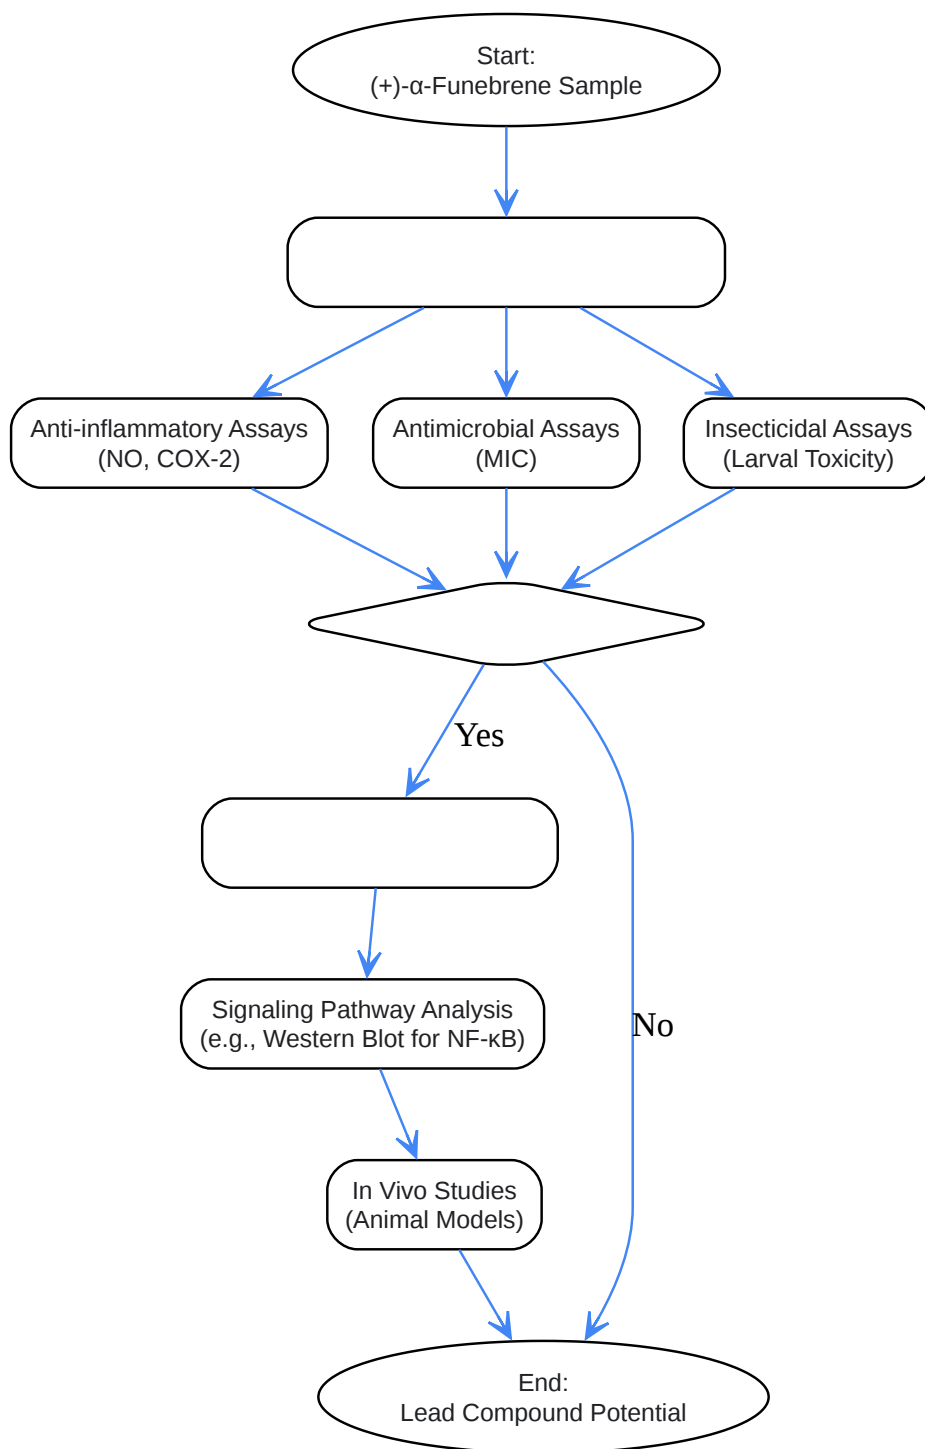 Start:
(+)-α-Funebrene Sample
Anti-inflammatory Assays
(NO, COX-2)
Antimicrobial Assays
(MIC)
Insecticidal Assays
(Larval Toxicity)
Yes
Signaling Pathway Analysis
(e.g., Western Blot for NF-κB)
No
In Vivo Studies
(Animal Models)
End:
Lead Compound Potential